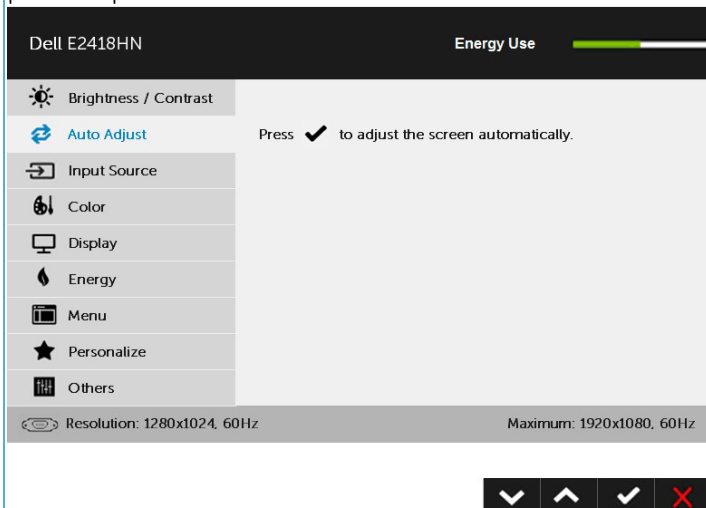 Dell E2418HN Energy Use
Brightness / Contrast
Auto Adjust Press ✔ to adjust the screen automatically.
Input Source
Color
Display
Energy
Menu
Personalize
Others
Resolution: 1280x1024, 60Hz Maximum: 1920x1080, 60Hz